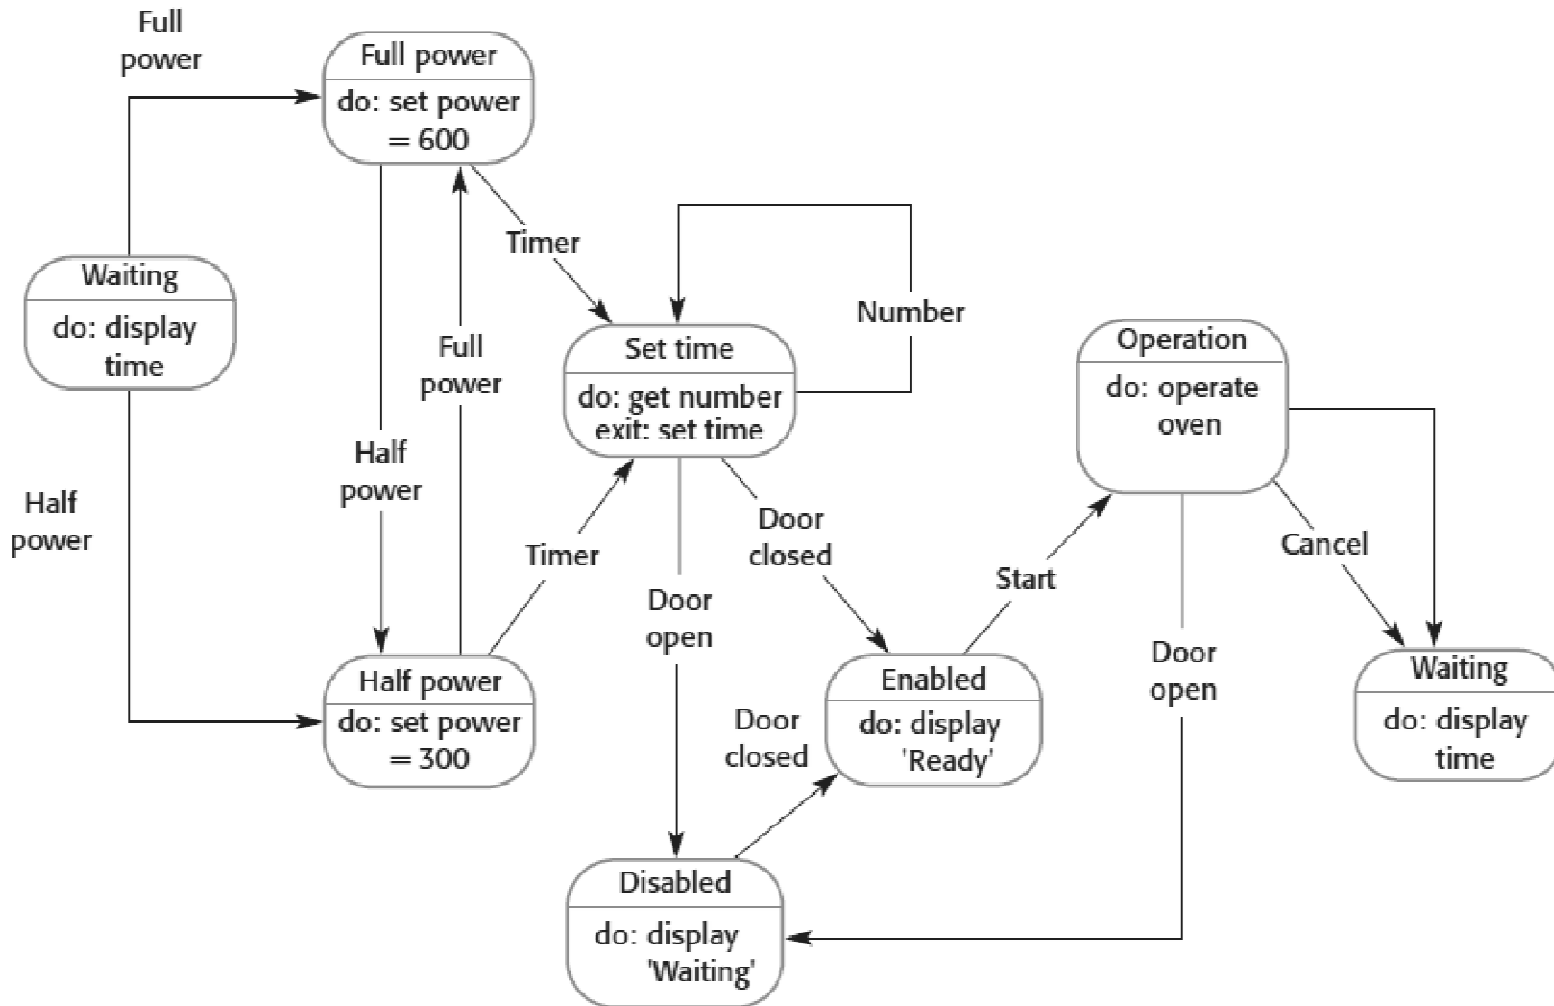 Full
power
Full power
do: set power
= 600
Timer
Waiting
do: display
time
Full
power
Number
Set time
do: get number
exit: set time
Operation
do: operate
oven
Half
power
Half
power
Timer
Door
closed
Door
open
Start
Cancel
Door
open
Half power
do: set power
= 300
Enabled
do: display
'Ready'
Door
closed
Waiting
do: display
time
Disabled
do: display
'Waiting'